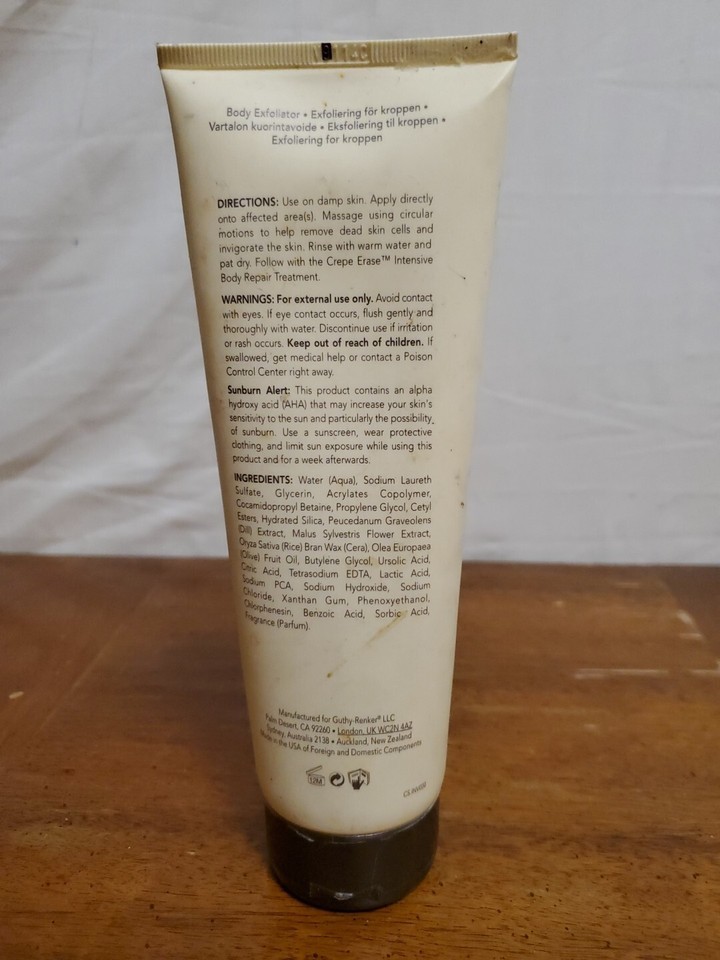 114C
Body Exfoliator • Exfoliering för kroppen •
Vartalon kuorintavoide • Eksfoliering til kroppen •
Exfoliering for kroppen
DIRECTIONS: Use on damp skin. Apply directly
onto affected area(s). Massage using circular
motions to help remove dead skin cells and
invigorate the skin. Rinse with warm water and
pat dry. Follow with the Crepe Erase™ Intensive
Body Repair Treatment.
WARNINGS: For external use only. Avoid contact
with eyes. If eye contact occurs, flush gently and
thoroughly with water. Discontinue use if irritation
or rash occurs. Keep out of reach of children. If
swallowed, get medical help or contact a Poison
Control Center right away.
Sunburn Alert: This product contains an alpha
hydroxy acid (AHA) that may increase your skin's
sensitivity to the sun and particularly the possibility
of sunburn. Use a sunscreen, wear protective
clothing, and limit sun exposure while using this
product and for a week afterwards.
INGREDIENTS: Water (Aqua), Sodium Laureth
Sulfate, Glycerin, Acrylates Copolymer,
Cocamidopropyl Betaine, Propylene Glycol, Cetyl
Esters, Hydrated Silica, Peucedanum Graveolens
(Dill) Extract, Malus Sylvestris Flower Extract,
Oryza Sativa (Rice) Bran Wax (Cera), Olea Europaea
(Olive) Fruit Oil, Butylene Glycol, Ursolic Acid,
Citric Acid, Tetrasodium EDTA, Lactic Acid,
Sodium PCA, Sodium Hydroxide, Sodium
Chloride, Xanthan Gum, Phenoxyethanol,
Chlorphenesin, Benzoic Acid, Sorbic Acid,
Fragrance (Parfum).
Manufactured for Guthy-Renker® LLC
Palm Desert, CA 92260 • London, UK WC2N 4AZ
Sydney, Australia 2138 • Auckland, New Zealand
Made in the USA of Foreign and Domestic Components
12M